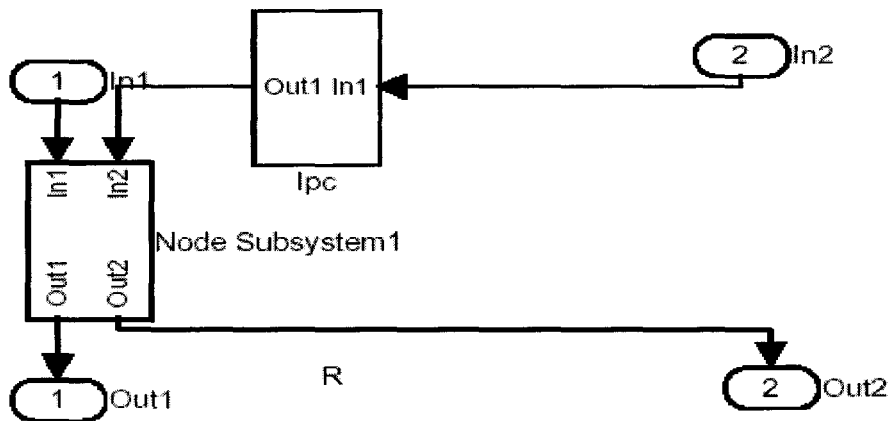 2
In2
1
In1
Out1 In1
Ipc
In1
In2
Node Subsystem1
Out1
Out2
R
1
Out1
2
Out2